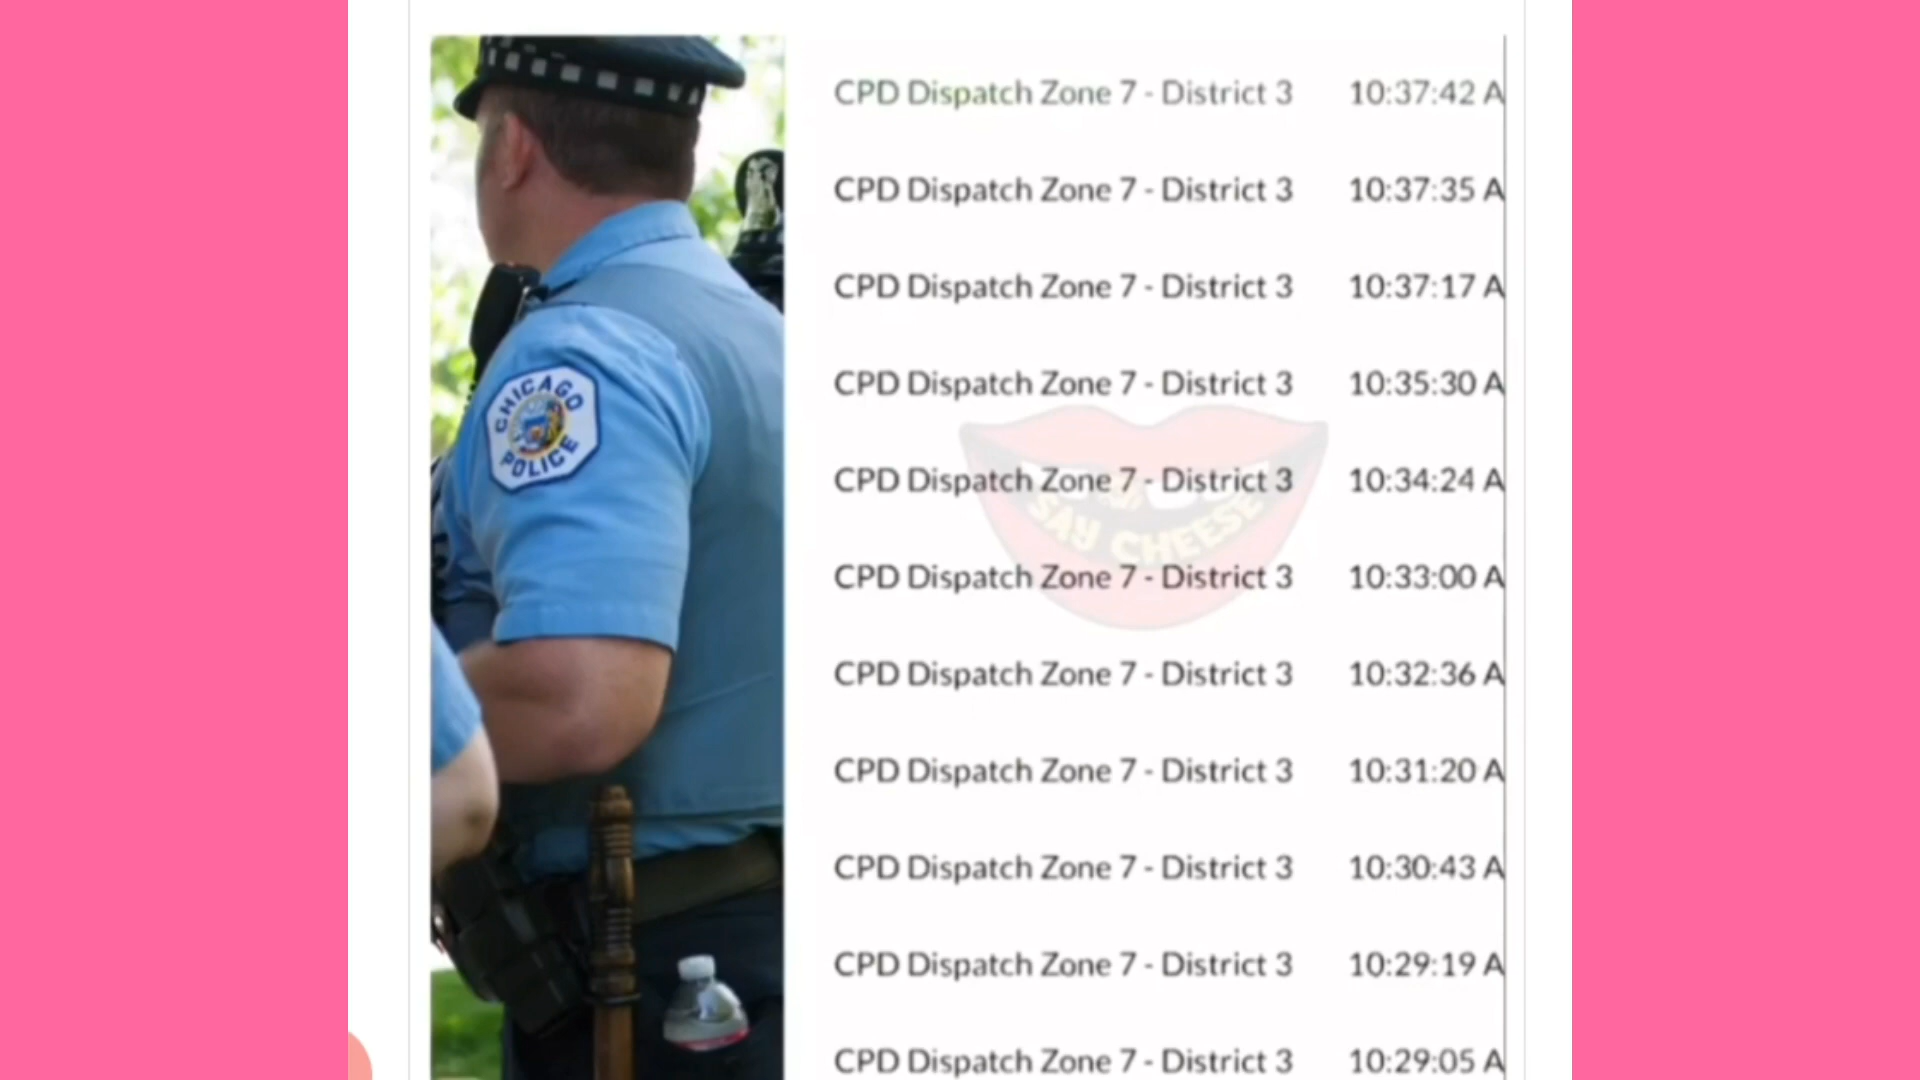 CHICAGO
POLICE
CPD Dispatch Zone 7 - District 3 10:37:42 A
CPD Dispatch Zone 7 - District 3 10:37:35 A
CPD Dispatch Zone 7 - District 3 10:37:17 A
CPD Dispatch Zone 7 - District 3 10:35:30 A
CPD Dispatch Zone 7 - District 3 10:34:24 A
SAY CHEESE
CPD Dispatch Zone 7 - District 3 10:33:00 A
CPD Dispatch Zone 7 - District 3 10:32:36 A
CPD Dispatch Zone 7 - District 3 10:31:20 A
CPD Dispatch Zone 7 - District 3 10:30:43 A
CPD Dispatch Zone 7 - District 3 10:29:19 A
CPD Dispatch Zone 7 - District 3 10:29:05 A